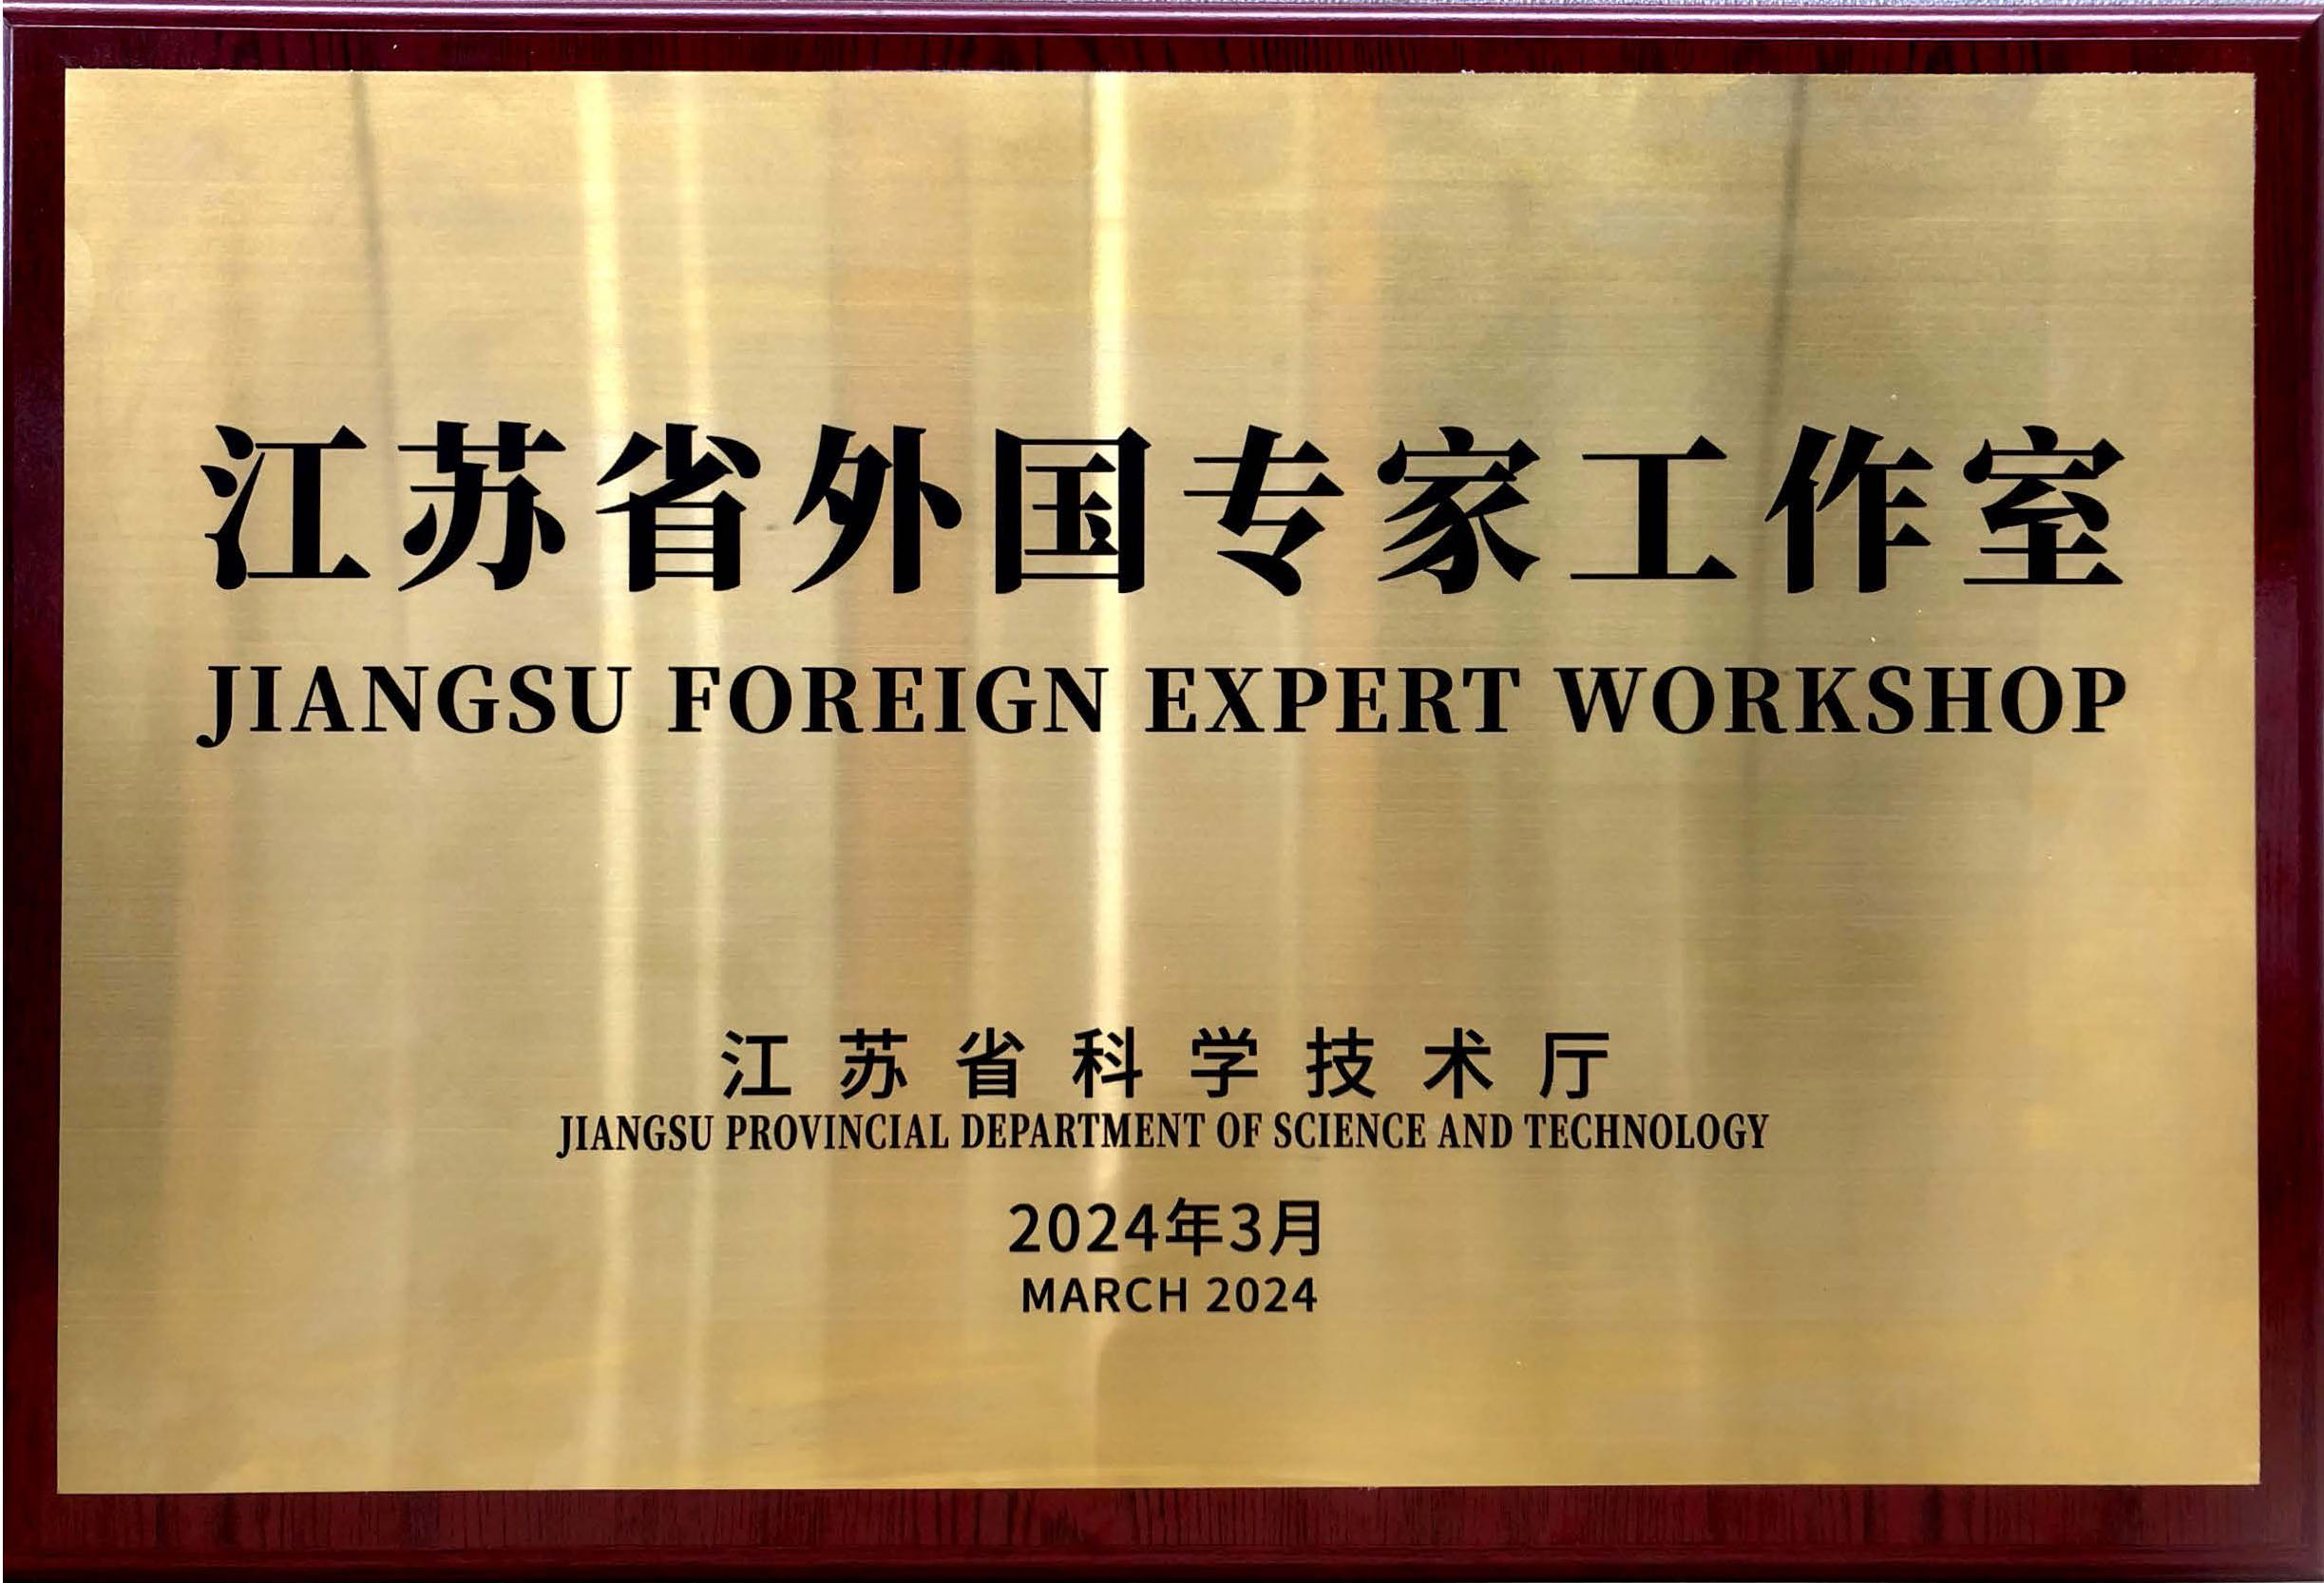 江苏省外国专家工作室
JIANGSU FOREIGN EXPERT WORKSHOP
江苏省科学技术厅
JIANGSU PROVINCIAL DEPARTMENT OF SCIENCE AND TECHNOLOGY
2024年3月
MARCH 2024